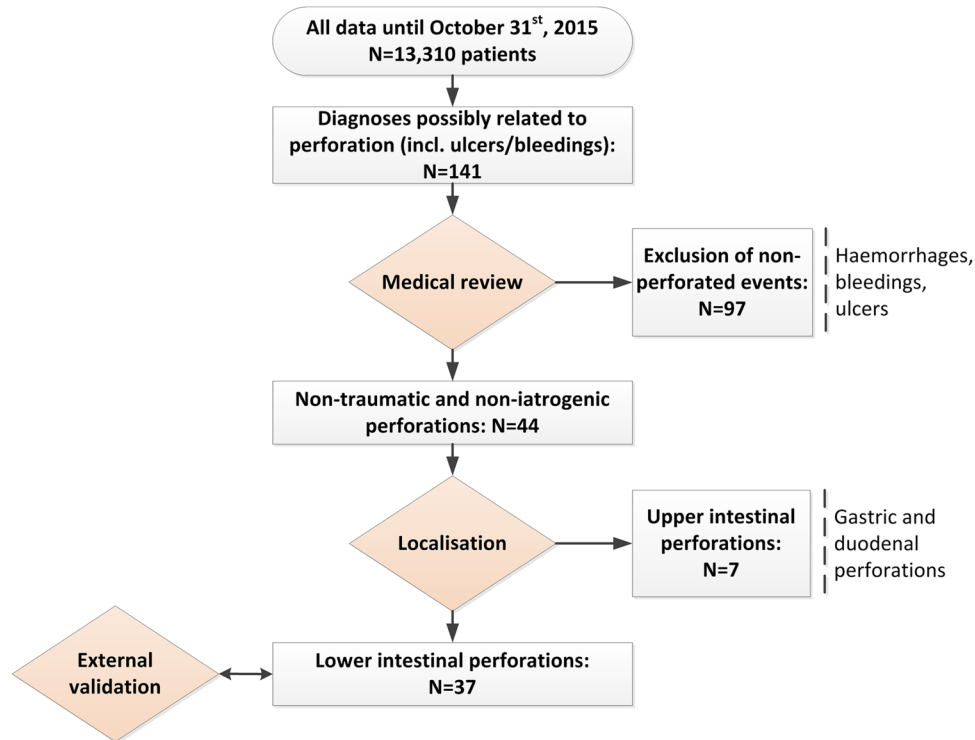 All data until October 31st, 2015
N=13,310 patients
Diagnoses possibly related to
perforation (incl. ulcers/bleedings):
N=141
Medical review
Exclusion of non-
perforated events:
N=97
Haemorrhages,
bleedings,
ulcers
Non-traumatic and non-iatrogenic
perforations: N=44
Localisation
Upper intestinal
perforations:
N=7
Gastric and
duodenal
perforations
External
validation
Lower intestinal perforations:
N=37